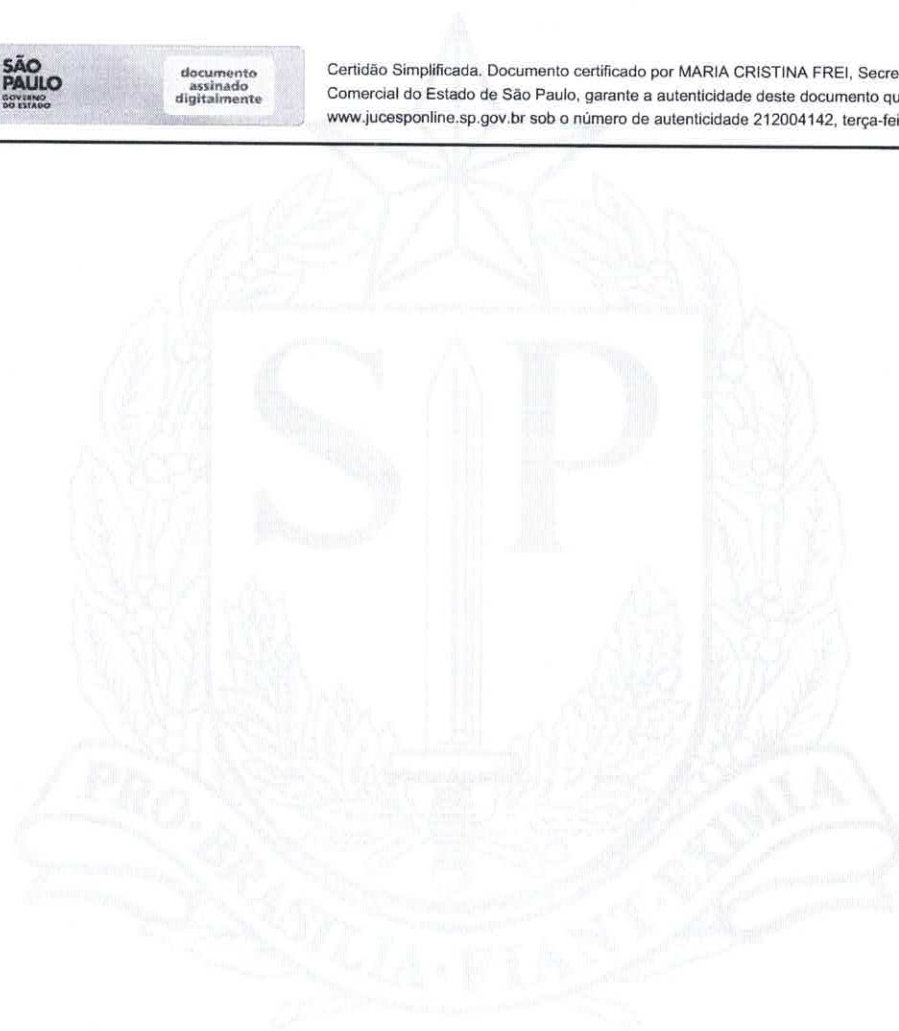 SÃO
PAULO
GOVERNO
DO ESTADO
documento
assinado
digitalmente
Certidão Simplificada. Documento certificado por MARIA CRISTINA FREI, Secre
Comercial do Estado de São Paulo, garante a autenticidade deste documento qu
www.jucesponline.sp.gov.br sob o número de autenticidade 212004142, terça-fei
S P
PRO·BRASILIA·FIANT·EXIMIA